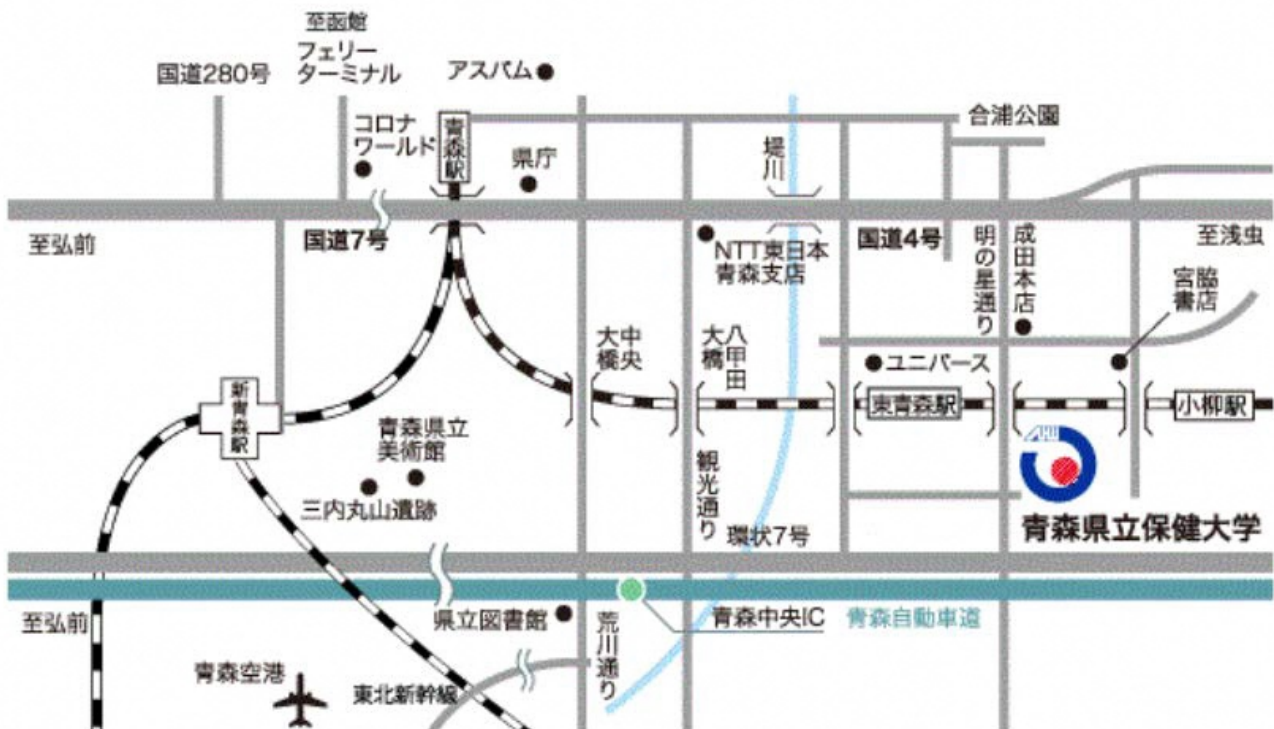 至函館
フェリー
ターミナル
国道280号
アスパム
コロナ
ワールド
青森駅
県庁
堤川
合浦公園
至弘前
国道7号
NTT東日本
青森支店
国道4号
明の星通り
成田本店
至浅虫
宮脇
書店
中央
大橋
八甲田
大橋
ユニバース
新青森駅
東青森駅
小柳駅
青森県立
美術館
三内丸山遺跡
観光通り
環状7号
青森県立保健大学
至弘前
県立図書館
荒川通り
青森中央IC
青森自動車道
青森空港
東北新幹線